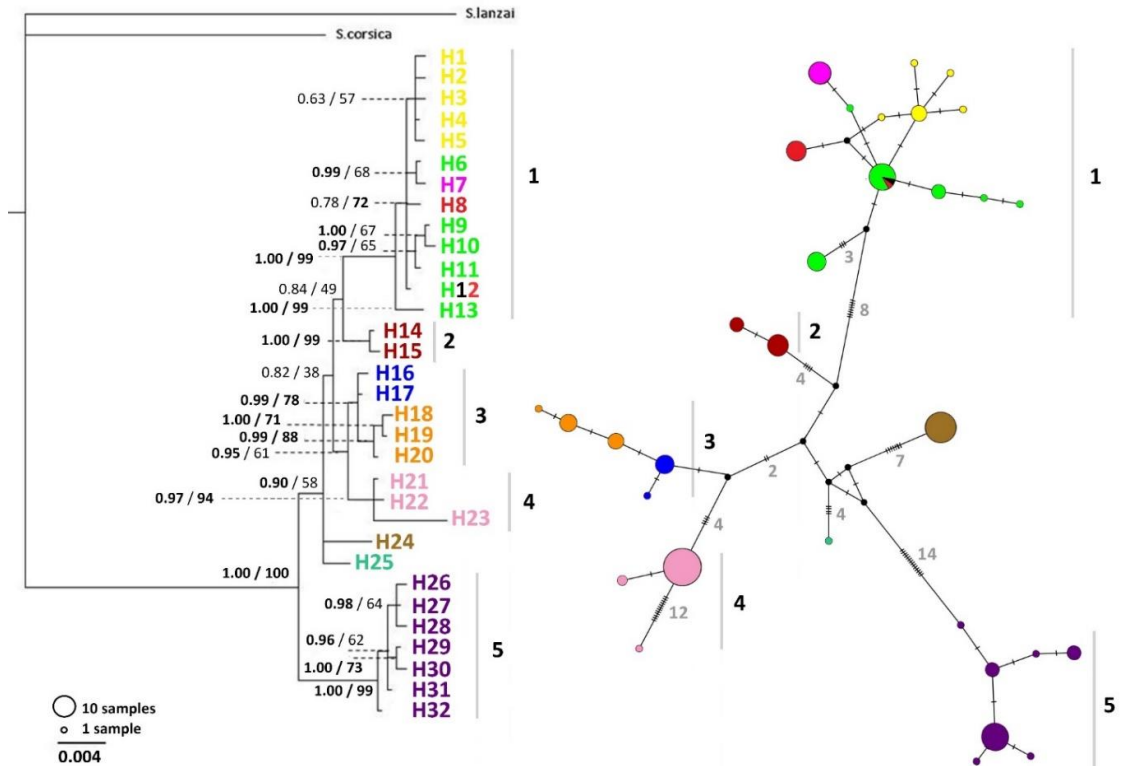 S.lanzai
S.corsica
H1
H2
0.63 / 57
H3
H4
H5
0.99 / 68
H6
H7
0.78 / 72
H8
1.00 / 67
H9
0.97 / 65
H10
1.00 / 99
H11
0.84 / 49
H12
1.00 / 99
H13
1
1.00 / 99
H14
H15
2
0.82 / 38
H16
0.99 / 78
H17
1.00 / 71
H18
0.99 / 88
H19
0.95 / 61
H20
3
0.90 / 58
H21
0.97 / 94
H22
H23
4
H24
H25
1.00 / 100
H26
0.98 / 64
H27
H28
0.96 / 62
H29
1.00 / 73
H30
1.00 / 99
H31
H32
5
10 samples
1 sample
0.004
1
3
8
2
4
3
2
7
4
4
14
12
4
5